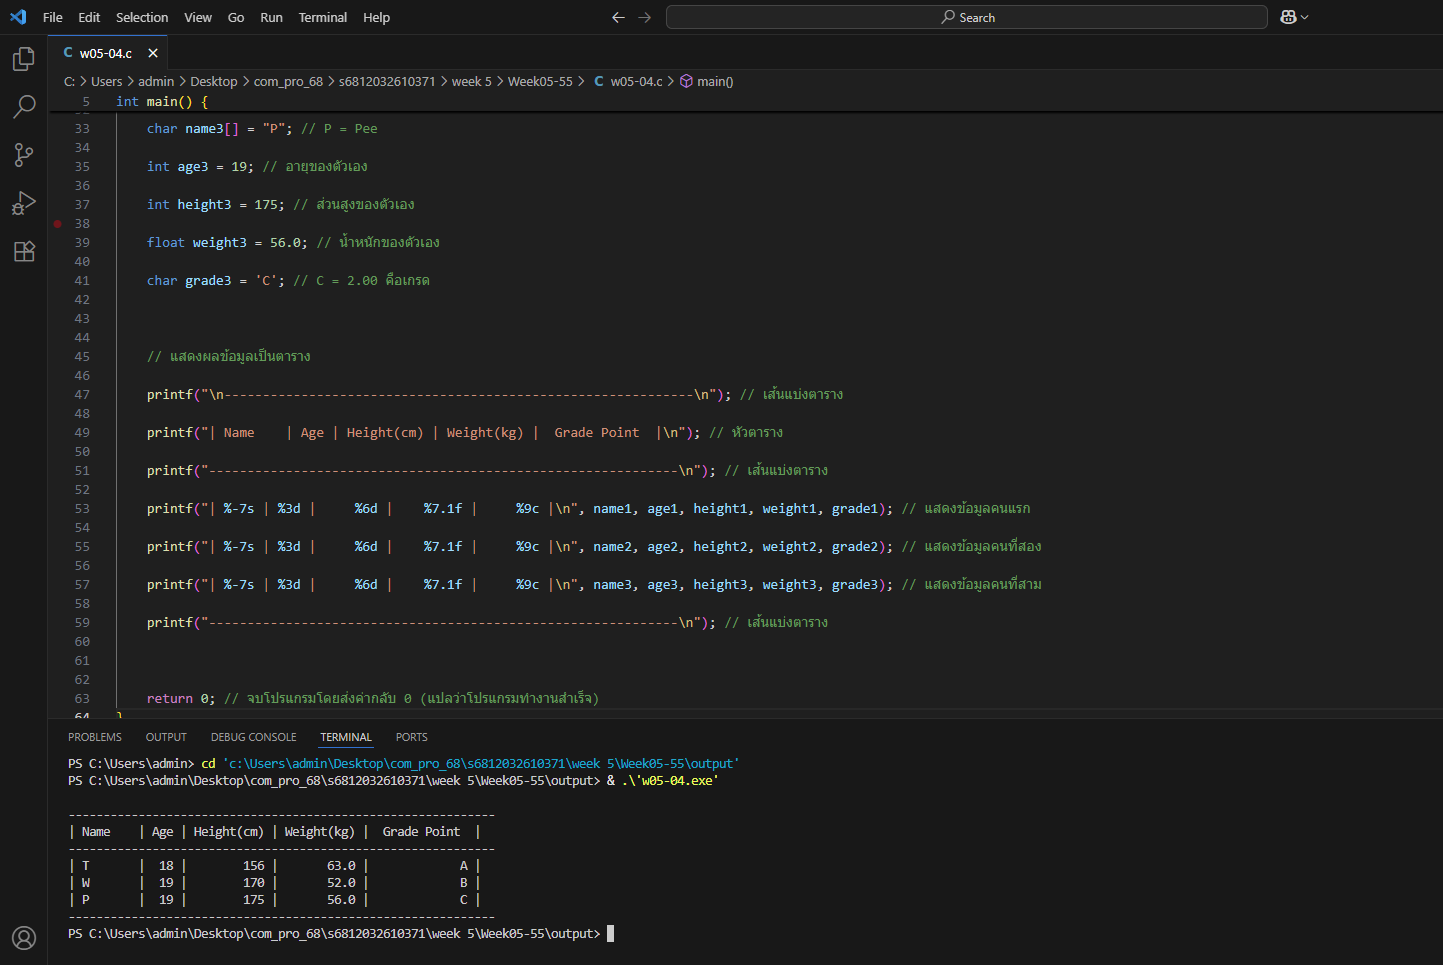 File Edit Selection View Go Run Terminal Help
Search
C w05-04.c
C: > Users > admin > Desktop > com_pro_68 > s6812032610371 > week 5 > Week05-55 > C w05-04.c > main()
5 int main() {
33 char name3[] = "P"; // P = Pee
34
35 int age3 = 19; // อายุของตัวเอง
36
37 int height3 = 175; // ส่วนสูงของตัวเอง
38
39 float weight3 = 56.0; // น้ำหนักของตัวเอง
40
41 char grade3 = 'C'; // C = 2.00 คือเกรด
42
43
44
45 // แสดงผลข้อมูลเป็นตาราง
46
47 printf("\n-------------------------------------------------------------\n"); // เส้นแบ่งตาราง
48
49 printf("| Name    | Age | Height(cm) | Weight(kg) |  Grade Point  |\n"); // หัวตาราง
50
51 printf("-------------------------------------------------------------\n"); // เส้นแบ่งตาราง
52
53 printf("| %-7s | %3d |     %6d |    %7.1f |     %9c |\n", name1, age1, height1, weight1, grade1); // แสดงข้อมูลคนแรก
54
55 printf("| %-7s | %3d |     %6d |    %7.1f |     %9c |\n", name2, age2, height2, weight2, grade2); // แสดงข้อมูลคนที่สอง
56
57 printf("| %-7s | %3d |     %6d |    %7.1f |     %9c |\n", name3, age3, height3, weight3, grade3); // แสดงข้อมูลคนที่สาม
58
59 printf("-------------------------------------------------------------\n"); // เส้นแบ่งตาราง
60
61
62
63 return 0; // จบโปรแกรมโดยส่งค่ากลับ 0 (แปลว่าโปรแกรมทำงานสำเร็จ)
64 }
PROBLEMS OUTPUT DEBUG CONSOLE TERMINAL PORTS
PS C:\Users\admin> cd 'c:\Users\admin\Desktop\com_pro_68\s6812032610371\week 5\Week05-55\output'
PS C:\Users\admin\Desktop\com_pro_68\s6812032610371\week 5\Week05-55\output> & .\'w05-04.exe'
-------------------------------------------------------------
| Name    | Age | Height(cm) | Weight(kg) |  Grade Point  |
-------------------------------------------------------------
| T       |  18 |        156 |       63.0 |             A |
| W       |  19 |        170 |       52.0 |             B |
| P       |  19 |        175 |       56.0 |             C |
-------------------------------------------------------------
PS C:\Users\admin\Desktop\com_pro_68\s6812032610371\week 5\Week05-55\output>